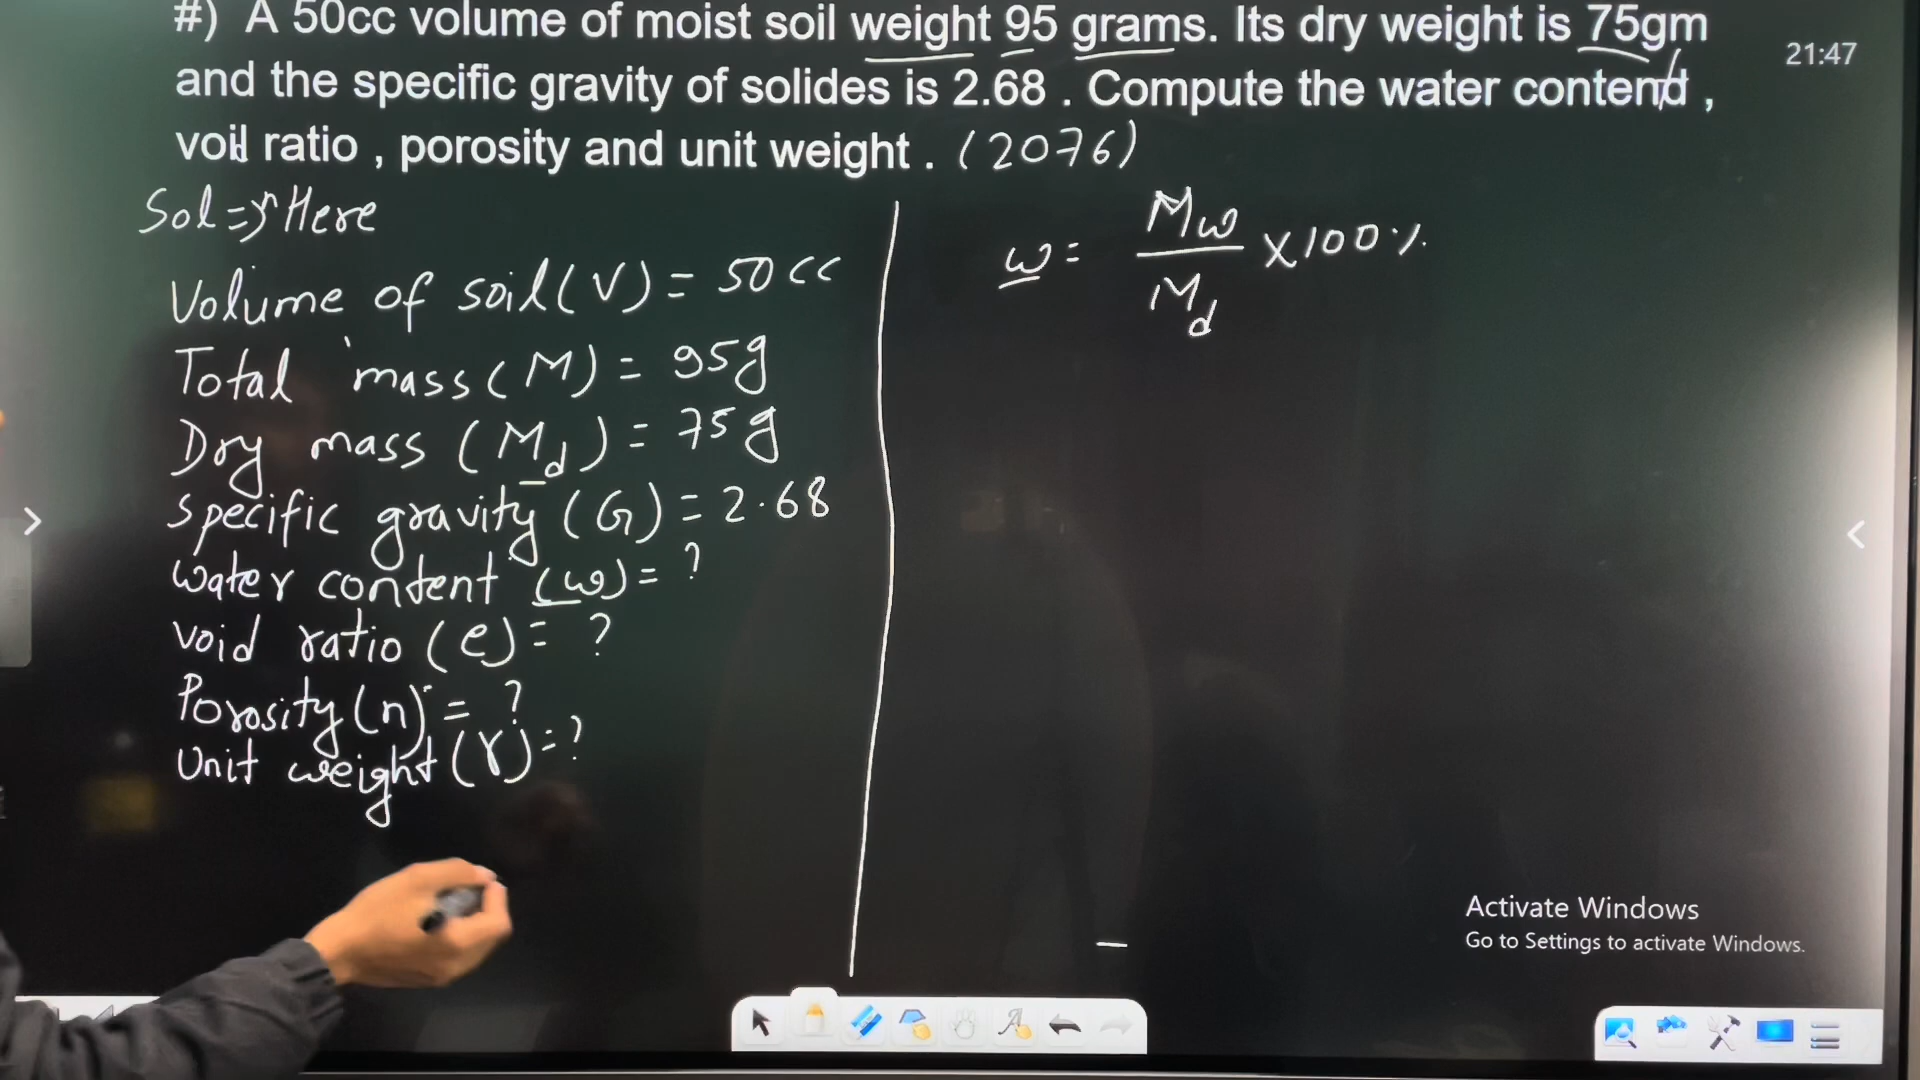 #) A 50cc volume of moist soil weight 95 grams. Its dry weight is 75gm
and the specific gravity of solides is 2.68 . Compute the water content ,
void ratio , porosity and unit weight . (2076)
21:47
Sol=> Here
Volume of soil (V) = 50 cc
Total mass (M) = 95g
Dry mass (Md) = 75g
Specific gravity (G) = 2.68
Water content (w) = ?
Void ratio (e) = ?
Porosity (n) = ?
Unit weight (γ) = ?
w = Mw / Md × 100 %
Activate Windows
Go to Settings to activate Windows.